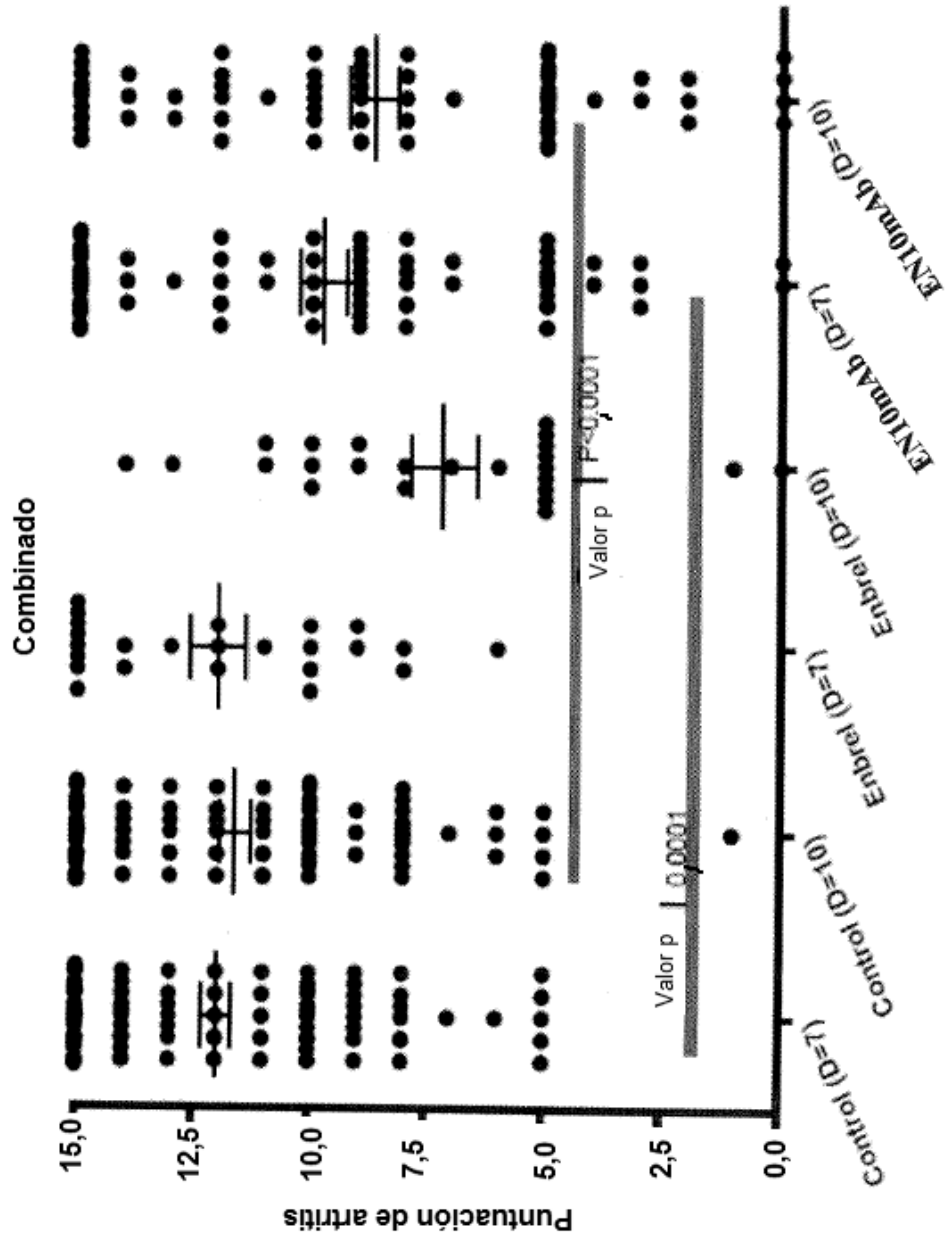 Combinado
Puntuación de artritis
15,0
12,5
10,0
7,5
5,0
2,5
0,0
Valor p
P<0.0001
Valor p
0.0001
Control (D=7)
Control (D=10)
Enbrel (D=7)
Enbrel (D=10)
EN10mAb (D=7)
EN10mAb (D=10)